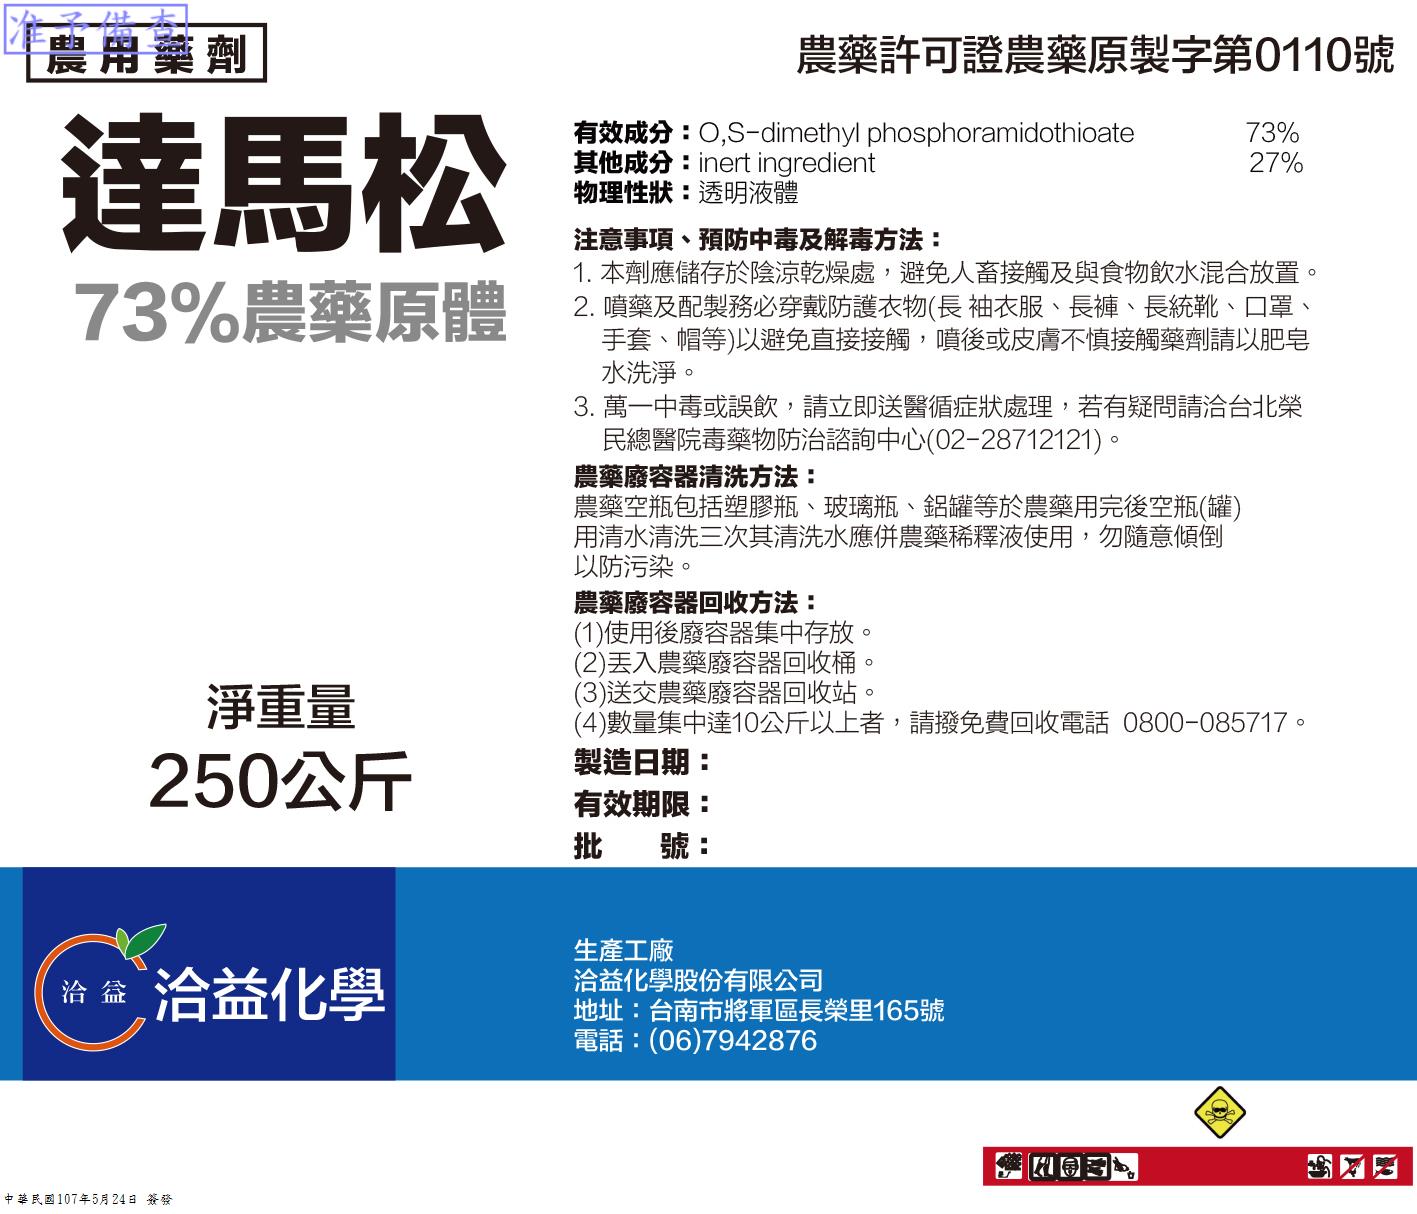 准予備查
農用藥劑
農藥許可證農藥原製字第0110號
達馬松
73%農藥原體
有效成分：O,S-dimethyl phosphoramidothioate 73%
其他成分：inert ingredient 27%
物理性狀：透明液體
注意事項、預防中毒及解毒方法：
1. 本劑應儲存於陰涼乾燥處，避免人畜接觸及與食物飲水混合放置。
2. 噴藥及配製務必穿戴防護衣物(長 袖衣服、長褲、長統靴、口罩、
手套、帽等)以避免直接接觸，噴後或皮膚不慎接觸藥劑請以肥皂
水洗淨。
3. 萬一中毒或誤飲，請立即送醫循症狀處理，若有疑問請洽台北榮
民總醫院毒藥物防治諮詢中心(02-28712121)。
農藥廢容器清洗方法：
農藥空瓶包括塑膠瓶、玻璃瓶、鋁罐等於農藥用完後空瓶(罐)
用清水清洗三次其清洗水應併農藥稀釋液使用，勿隨意傾倒
以防污染。
農藥廢容器回收方法：
(1)使用後廢容器集中存放。
(2)丟入農藥廢容器回收桶。
(3)送交農藥廢容器回收站。
(4)數量集中達10公斤以上者，請撥免費回收電話 0800-085717。
製造日期：
有效期限：
批 號：
淨重量
250公斤
洽益
洽益化學
生產工廠
洽益化學股份有限公司
地址：台南市將軍區長榮里165號
電話：(06)7942876
中華民國107年5月24日 簽發